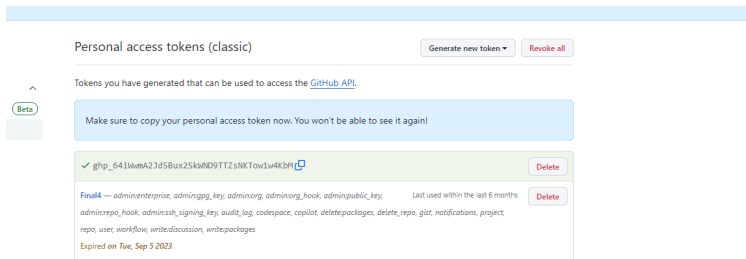 Personal access tokens (classic)
Generate new token
Revoke all
Tokens you have generated that can be used to access the GitHub API.
Beta
Make sure to copy your personal access token now. You won't be able to see it again!
Delete
Final4 — admin:enterprise, admin:gpg_key, admin:org, admin:org_hook, admin:public_key,
Last used within the last 6 months
Delete
admin:repo_hook, admin:ssh_signing_key, audit_log, codespace, copilot, delete:packages, delete_repo, gist, notifications, project,
repo, user, workflow, write:discussion, write:packages
Expired on Tue, Sep 5 2023.